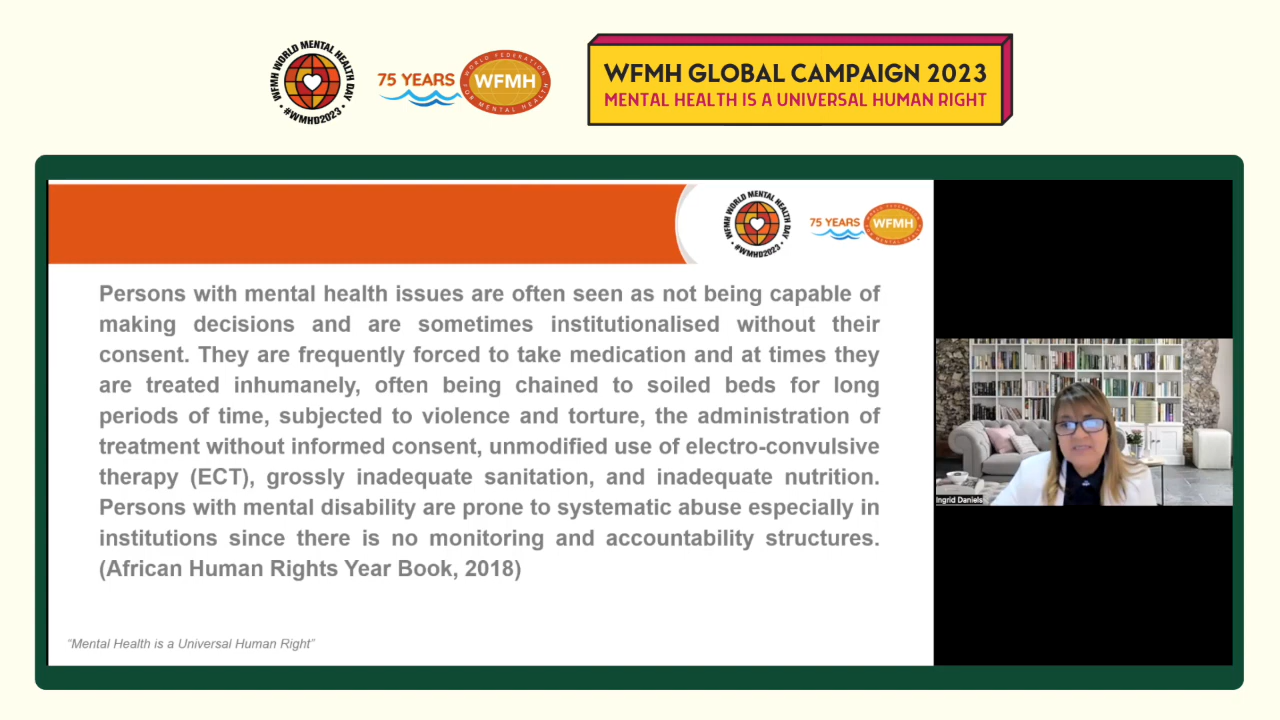 WFMH WORLD MENTAL HEALTH DAY
• #WMHD2023 •
75 YEARS
WORLD FEDERATION
WFMH
FOR MENTAL HEALTH
WFMH GLOBAL CAMPAIGN 2023
MENTAL HEALTH IS A UNIVERSAL HUMAN RIGHT
WFMH WORLD MENTAL HEALTH DAY
• #WMHD2023 •
75 YEARS
WFMH
Persons with mental health issues are often seen as not being capable of
making decisions and are sometimes institutionalised without their
consent. They are frequently forced to take medication and at times they
are treated inhumanely, often being chained to soiled beds for long
periods of time, subjected to violence and torture, the administration of
treatment without informed consent, unmodified use of electro-convulsive
therapy (ECT), grossly inadequate sanitation, and inadequate nutrition.
Persons with mental disability are prone to systematic abuse especially in
institutions since there is no monitoring and accountability structures.
(African Human Rights Year Book, 2018)
"Mental Health is a Universal Human Right"
Ingrid Daniels